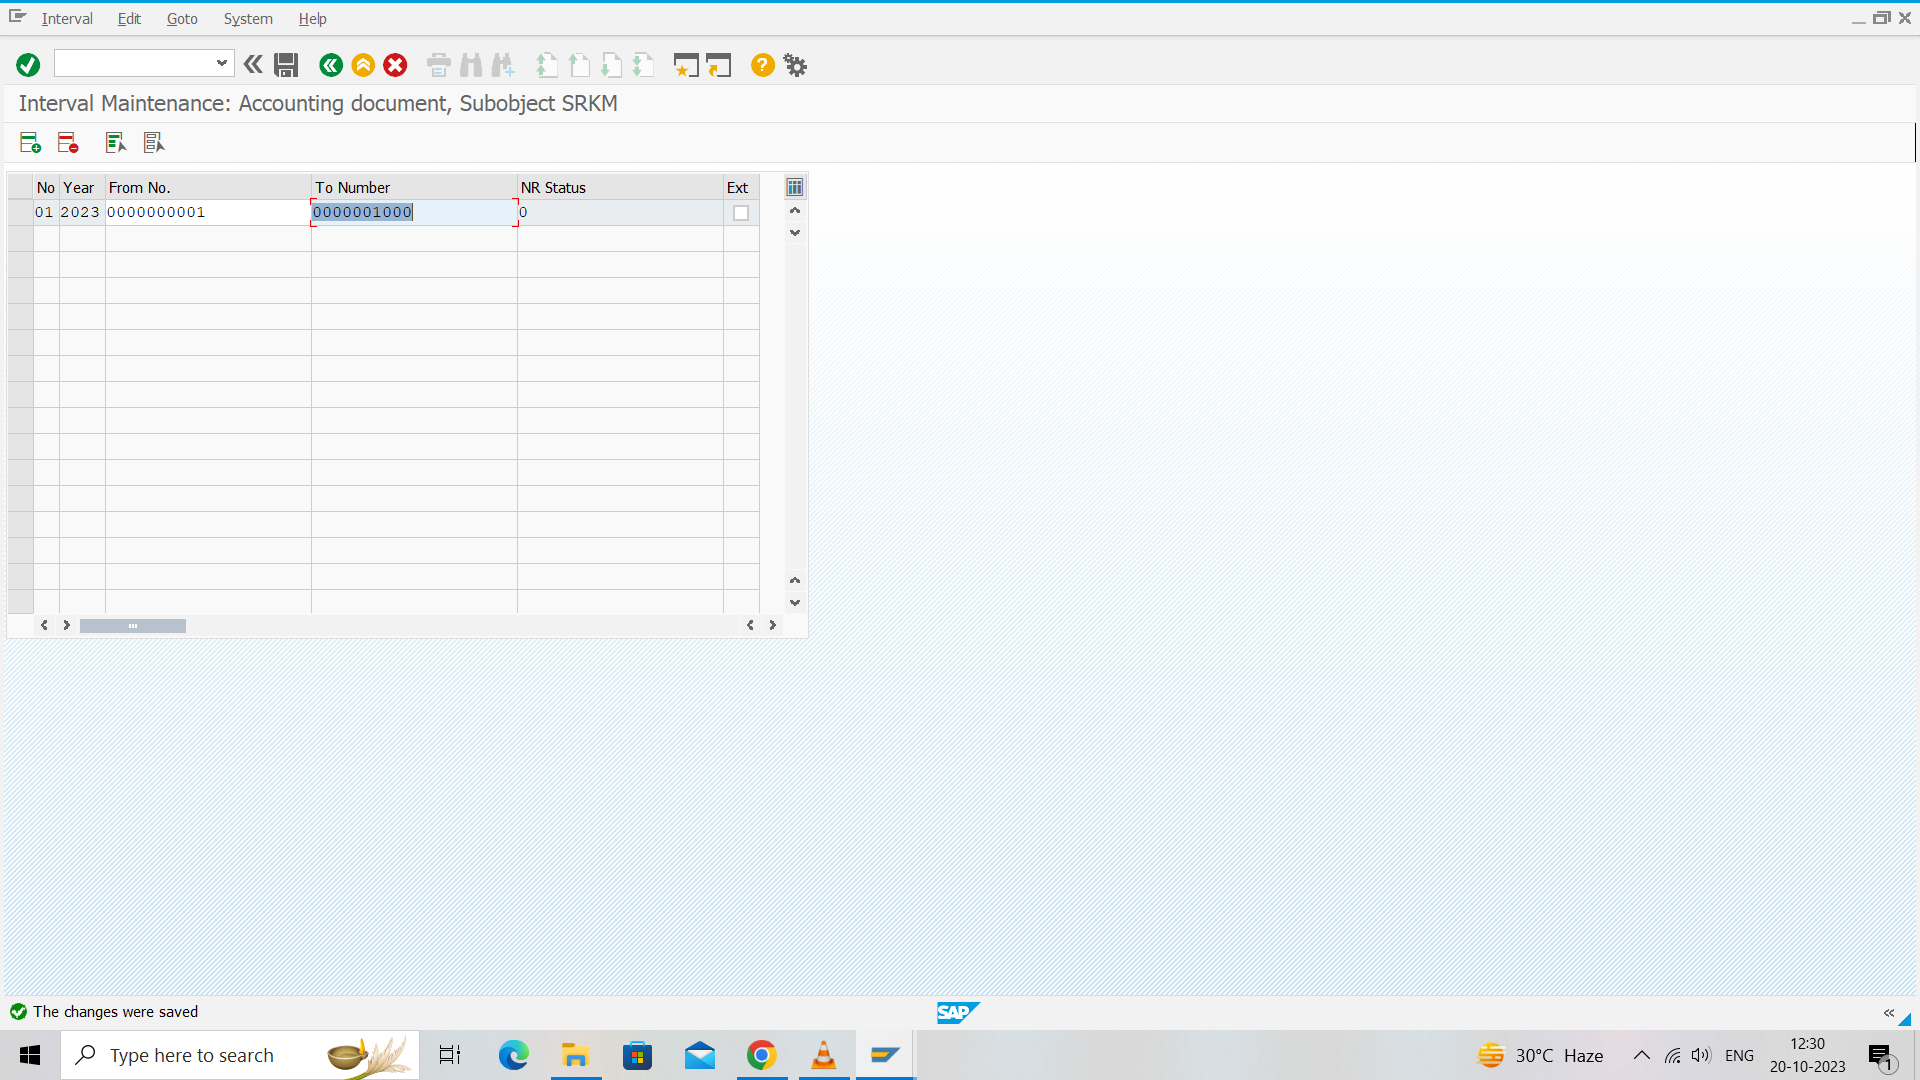 Interval Edit Goto System Help
Interval Maintenance: Accounting document, Subobject SRKM
No Year From No. To Number NR Status Ext
01 2023 0000000001 0000001000 0
The changes were saved
SAP
Type here to search
30°C Haze
ENG
12:30
20-10-2023
1